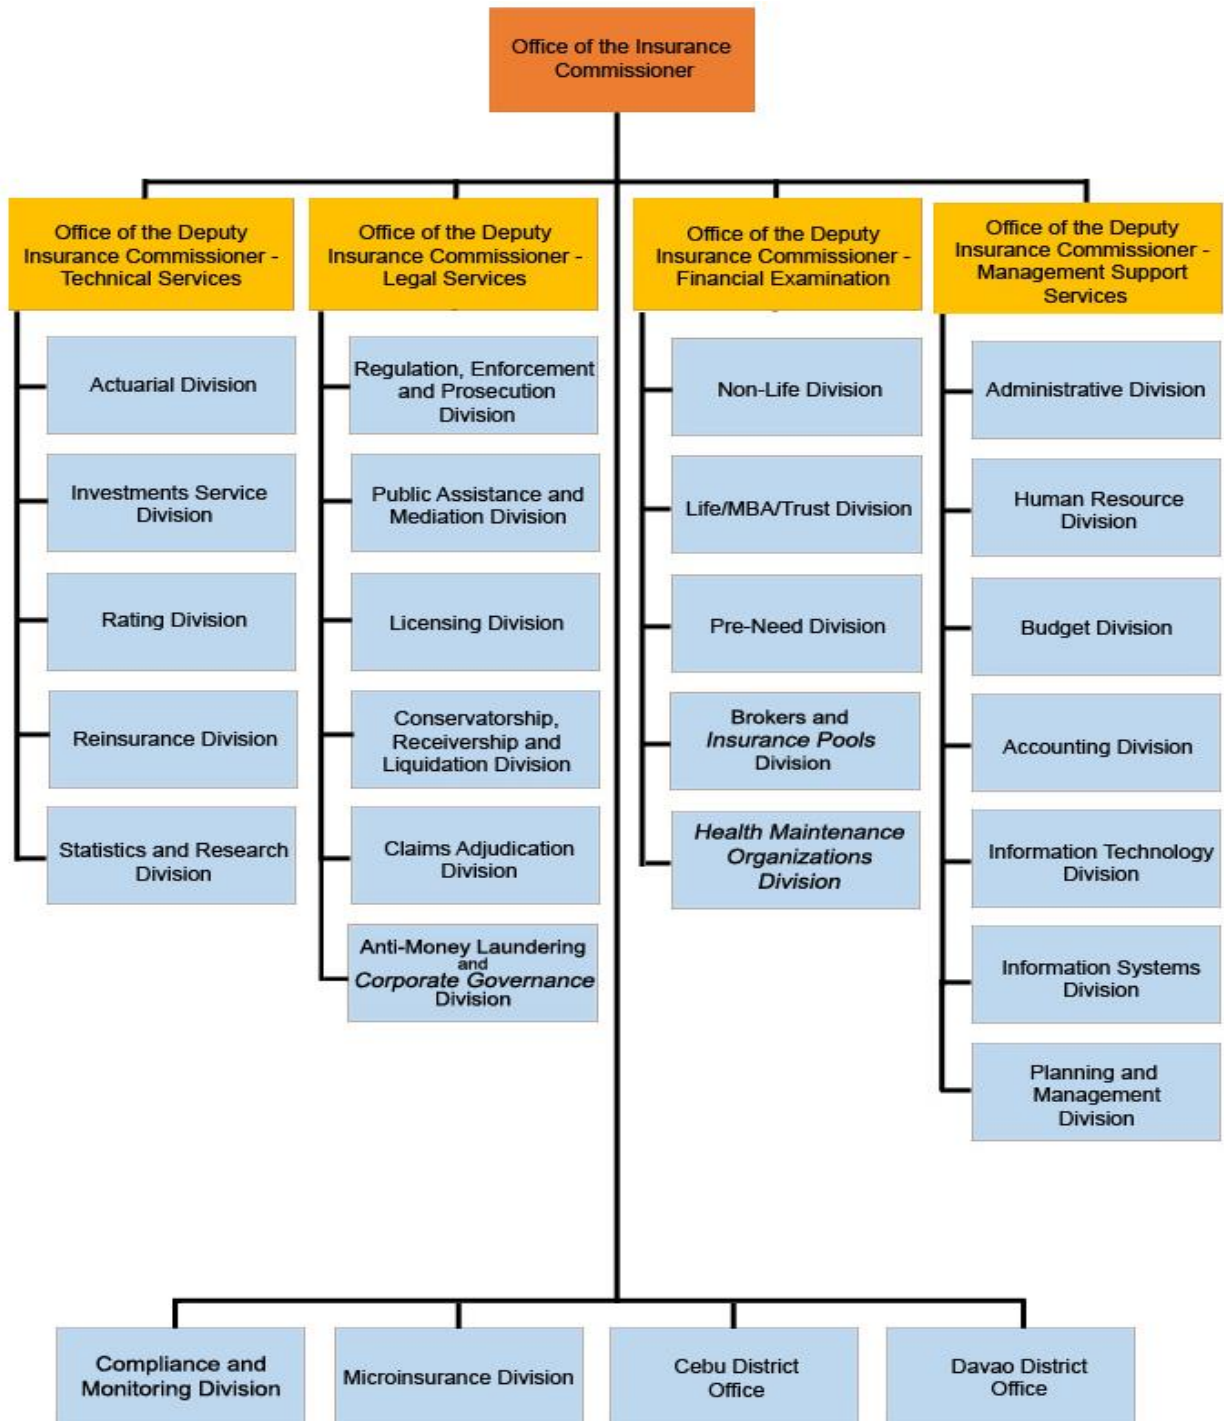 Office of the Insurance
Commissioner
Office of the Deputy
Insurance Commissioner -
Technical Services
Office of the Deputy
Insurance Commissioner -
Legal Services
Office of the Deputy
Insurance Commissioner -
Financial Examination
Office of the Deputy
Insurance Commissioner -
Management Support
Services
Actuarial Division
Investments Service
Division
Rating Division
Reinsurance Division
Statistics and Research
Division
Regulation, Enforcement
and Prosecution
Division
Public Assistance and
Mediation Division
Licensing Division
Conservatorship,
Receivership and
Liquidation Division
Claims Adjudication
Division
Anti-Money Laundering
and
Corporate Governance
Division
Non-Life Division
Life/MBA/Trust Division
Pre-Need Division
Brokers and
Insurance Pools
Division
Health Maintenance
Organizations
Division
Administrative Division
Human Resource
Division
Budget Division
Accounting Division
Information Technology
Division
Information Systems
Division
Planning and
Management
Division
Compliance and
Monitoring Division
Microinsurance Division
Cebu District
Office
Davao District
Office